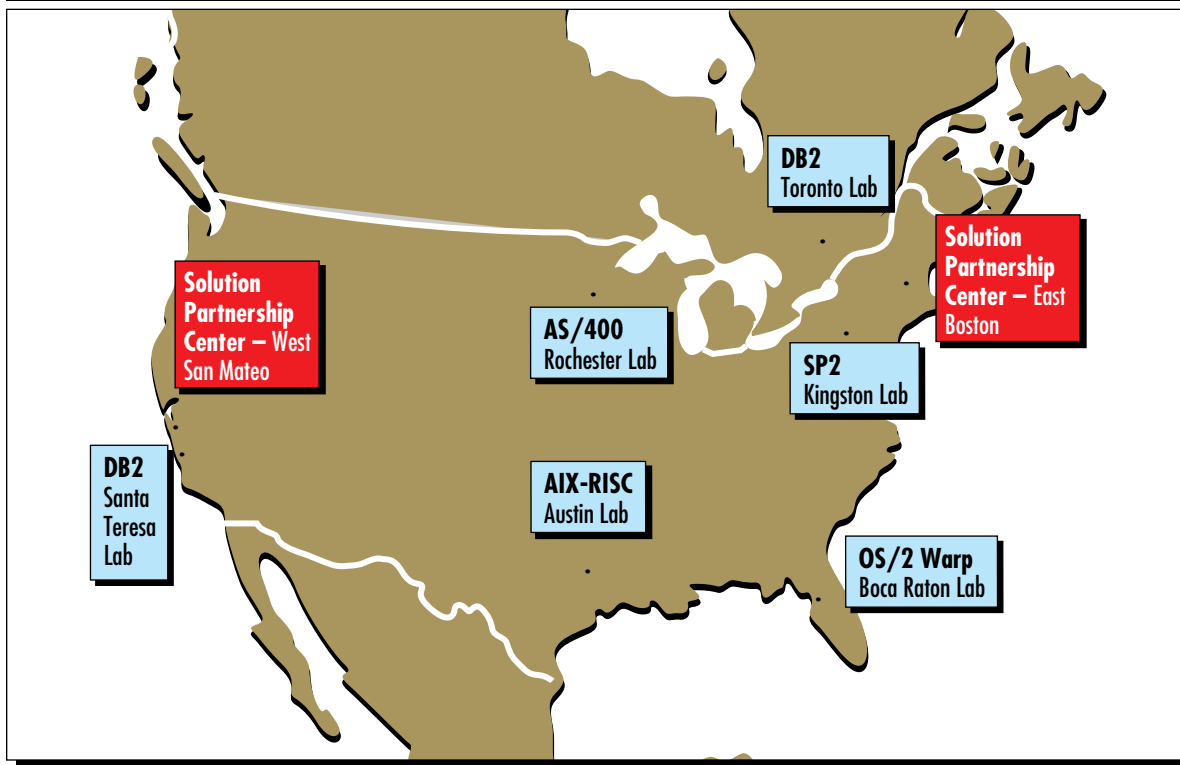 DB2
Toronto Lab
Solution
Partnership
Center – East
Boston
Solution
Partnership
Center – West
San Mateo
AS/400
Rochester Lab
SP2
Kingston Lab
DB2
Santa
Teresa
Lab
AIX-RISC
Austin Lab
OS/2 Warp
Boca Raton Lab